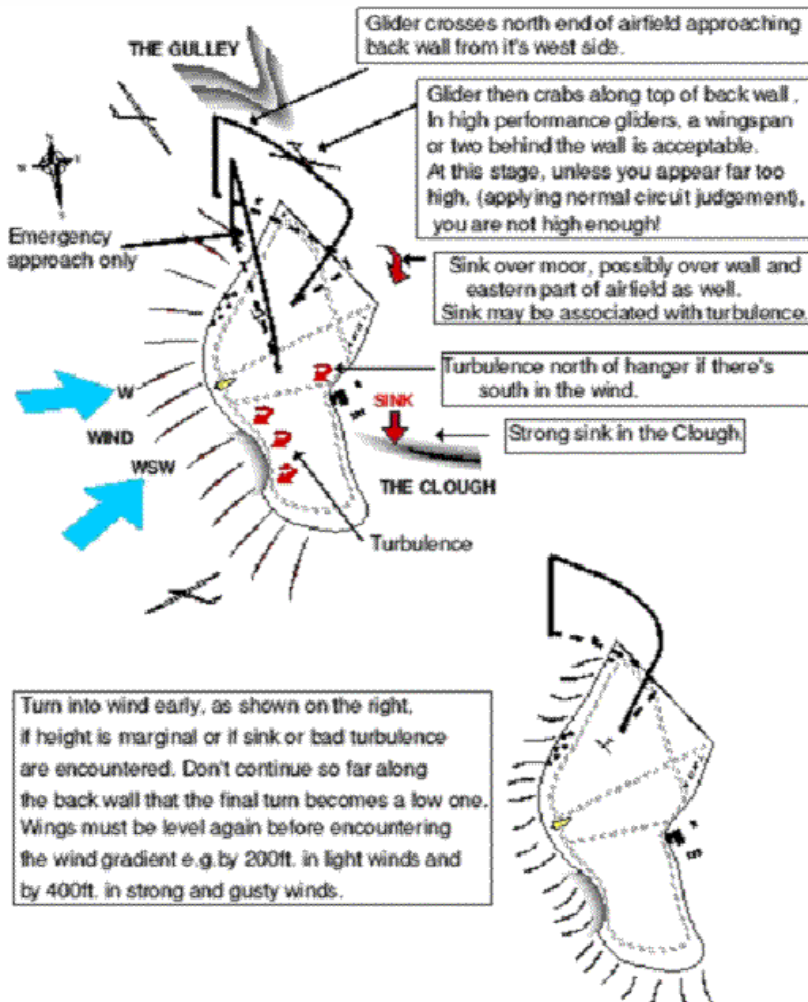 Glider crosses north end of airfield approaching
back wall from it's west side.
THE GULLEY
Glider then crabs along top of back wall .
In high performance gliders, a wingspan
or two behind the wall is acceptable.
At this stage, unless you appear far too
high, (applying normal circuit judgement),
you are not high enough!
N
E
S
W
Emergency
approach only
Sink over moor, possibly over wall and
eastern part of airfield as well.
Sink may be associated with turbulence.
Turbulence north of hanger if there's
south in the wind.
W
SINK
WIND
Strong sink in the Clough.
WSW
THE CLOUGH
Turbulence
Turn into wind early, as shown on the right,
if height is marginal or if sink or bad turbulence
are encountered. Don't continue so far along
the back wall that the final turn becomes a low one.
Wings must be level again before encountering
the wind gradient e.g. by 200ft. in light winds and
by 400ft. in strong and gusty winds.